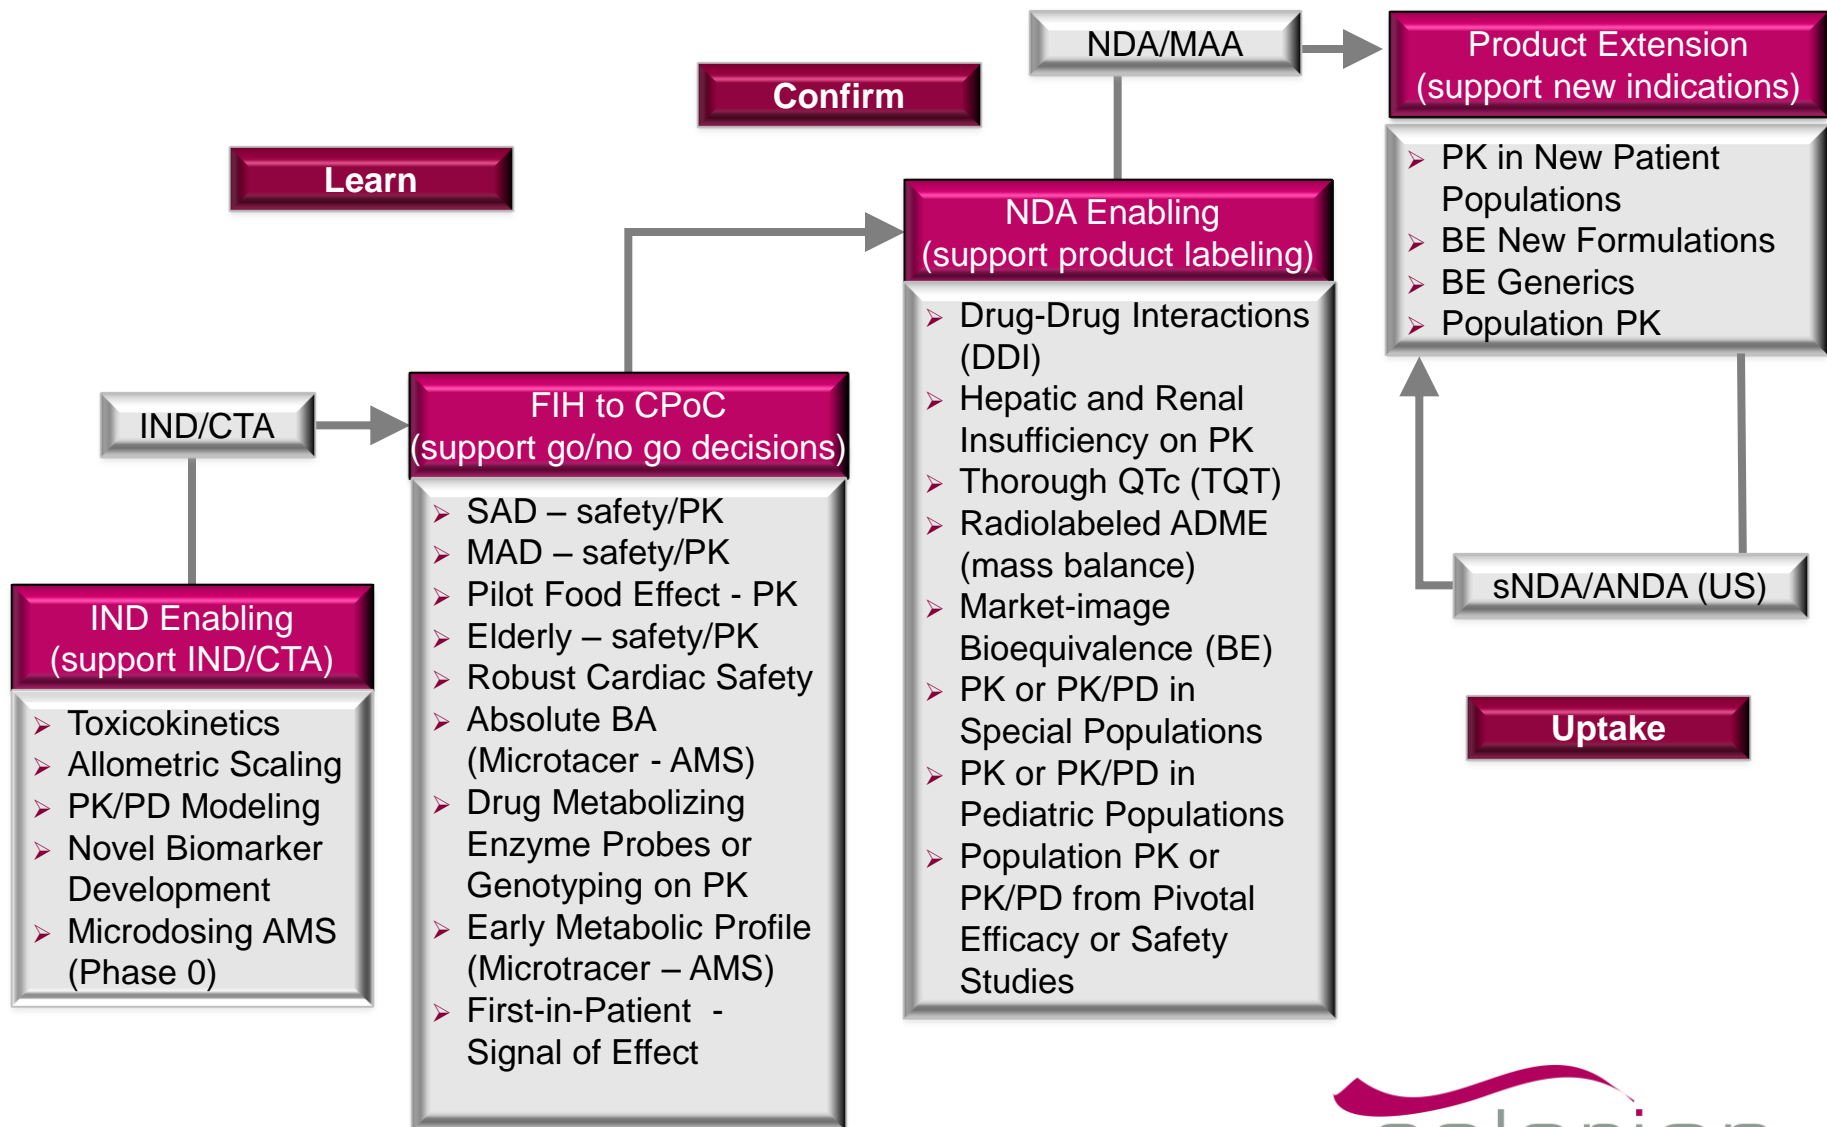 NDA/MAA
Product Extension
(support new indications)
➢ PK in New Patient
Populations
➢ BE New Formulations
➢ BE Generics
➢ Population PK
Confirm
Learn
NDA Enabling
(support product labeling)
➢ Drug-Drug Interactions
(DDI)
➢ Hepatic and Renal
Insufficiency on PK
➢ Thorough QTc (TQT)
➢ Radiolabeled ADME
(mass balance)
➢ Market-image
Bioequivalence (BE)
➢ PK or PK/PD in
Special Populations
➢ PK or PK/PD in
Pediatric Populations
➢ Population PK or
PK/PD from Pivotal
Efficacy or Safety
Studies
IND/CTA
FIH to CPoC
(support go/no go decisions)
➢ SAD – safety/PK
➢ MAD – safety/PK
➢ Pilot Food Effect - PK
➢ Elderly – safety/PK
➢ Robust Cardiac Safety
➢ Absolute BA
(Microtacer - AMS)
➢ Drug Metabolizing
Enzyme Probes or
Genotyping on PK
➢ Early Metabolic Profile
(Microtracer – AMS)
➢ First-in-Patient -
Signal of Effect
sNDA/ANDA (US)
IND Enabling
(support IND/CTA)
➢ Toxicokinetics
➢ Allometric Scaling
➢ PK/PD Modeling
➢ Novel Biomarker
Development
➢ Microdosing AMS
(Phase 0)
Uptake